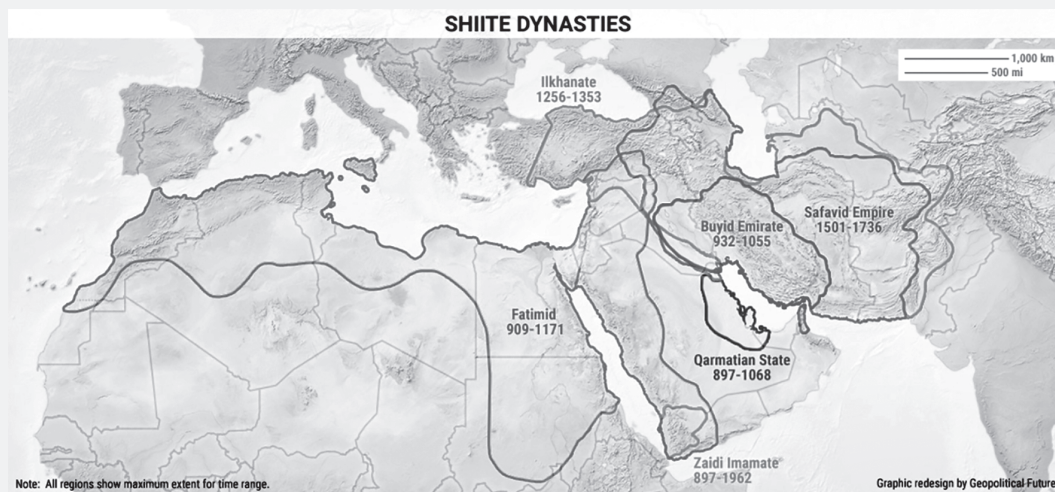 SHIITE DYNASTIES
1,000 km
500 mi
Ilkhanate
1256-1353
Safavid Empire
1501-1736
Buyid Emirate
932-1055
Fatimid
909-1171
Qarmatian State
897-1068
Zaidi Imamate
897-1962
Note: All regions show maximum extent for time range.
Graphic redesign by Geopolitical Future